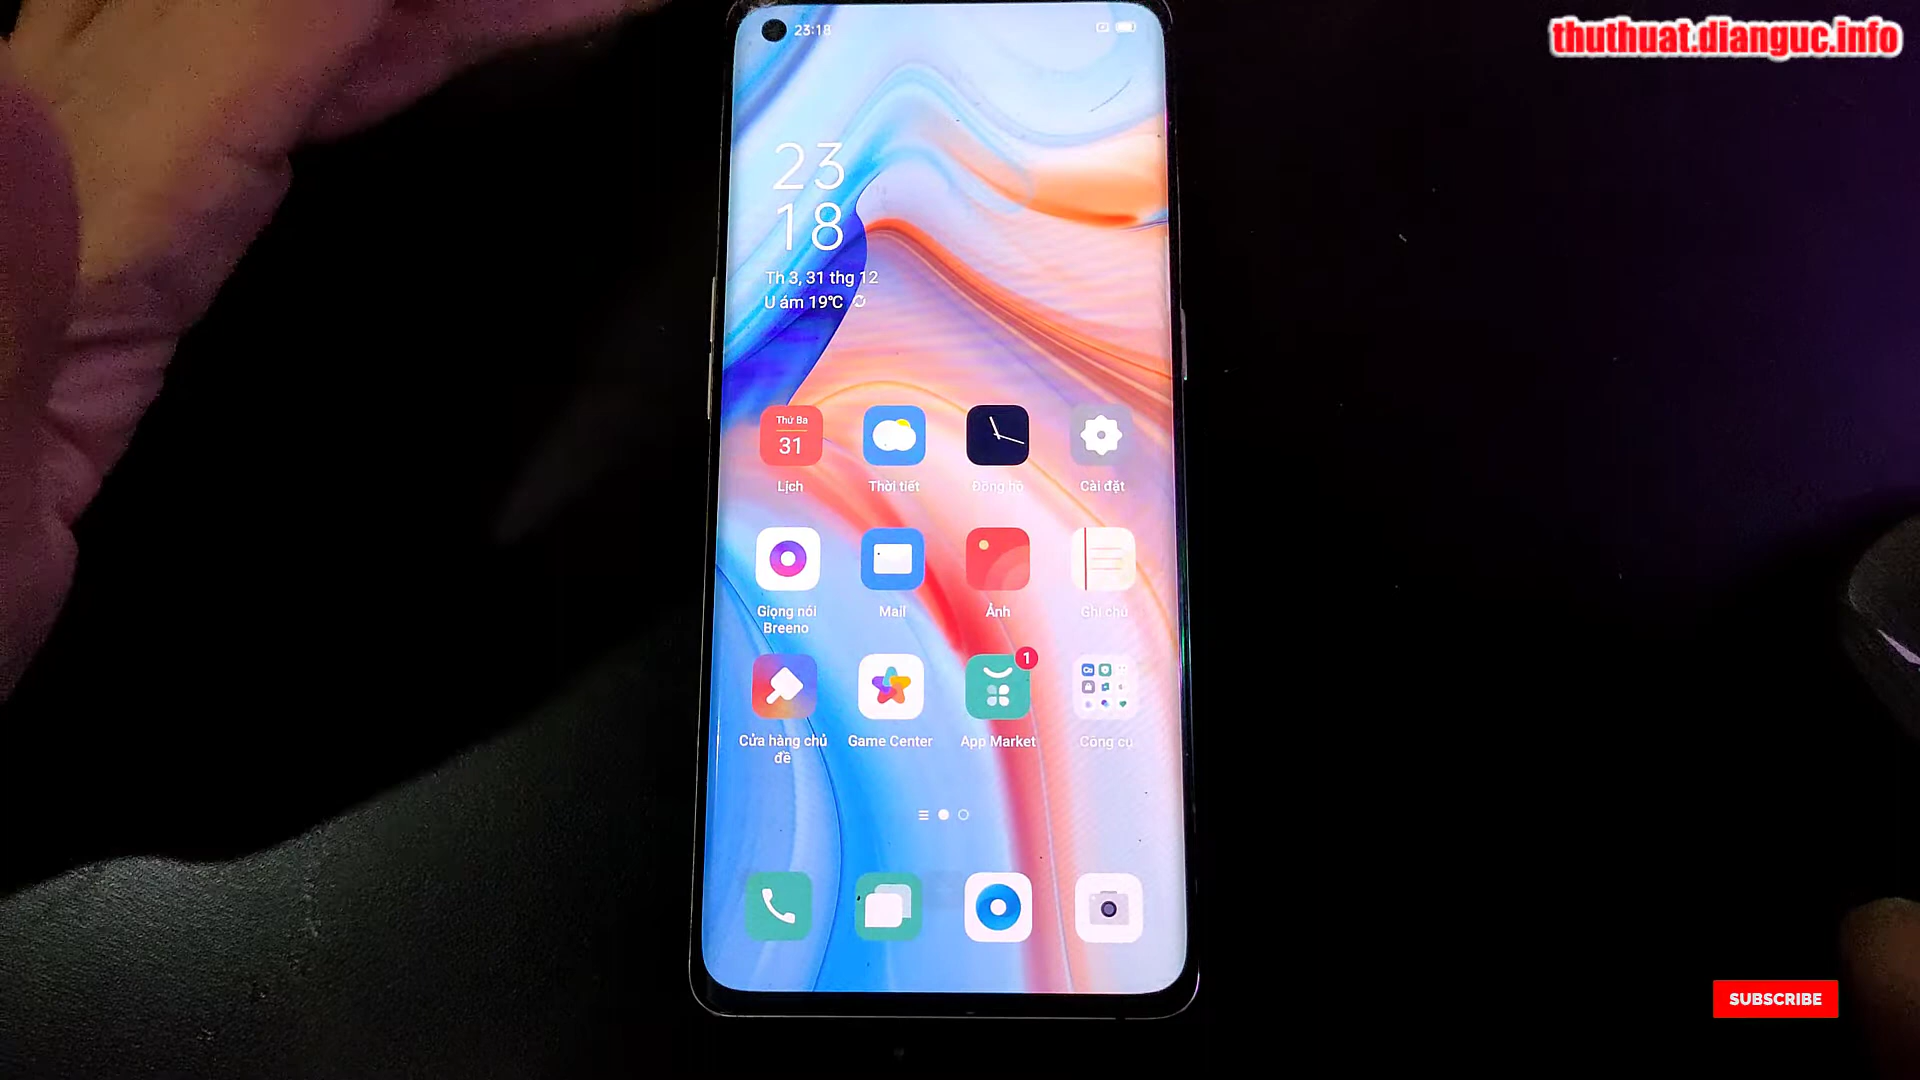 thuthuat.dianguc.info
23:18
23
18
Th 3, 31 thg 12
U ám 19°C
Thứ Ba
31
Lịch
Thời tiết
Đồng hồ
Cài đặt
Giọng nói
Breeno
Mail
Ảnh
Ghi chú
1
Cửa hàng chủ
đề
Game Center
App Market
Công cụ
SUBSCRIBE